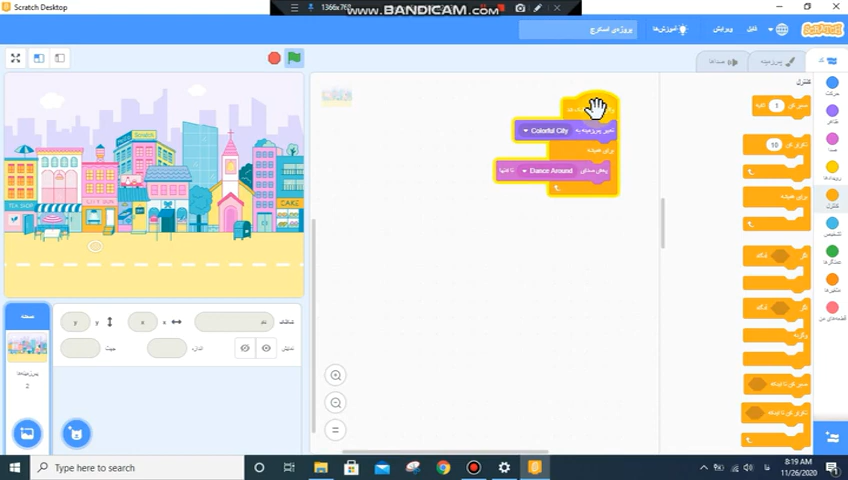 Scratch Desktop
1366x768
www.BANDICAM.com
SCRATCH
فایل
ویرایش
آموزش‌ها
پروژه‌ی اسکرچ
کد
پس‌زمینه
صداها
کنترل
تغییر پس‌زمینه به Colorful City
برای همیشه
پخش صدای Dance Around تا انتها
Scratch
TEA SHOP
CAKE
صبر کن 1 ثانیه
10
تکرار کن
برای همیشه
اگر آنگاه
اگر آنگاه
وگرنه
صبر کن تا اینکه
تکرار کن تا اینکه
حرکت
ظاهر
صدا
رویدادها
کنترل
تشخیص
عملگرها
متغیرها
قطعه‌های من
صحنه
پس‌زمینه‌ها
2
شکلک
نام
x
y
نمایش
اندازه
جهت
Type here to search
8:19 AM
11/26/2020